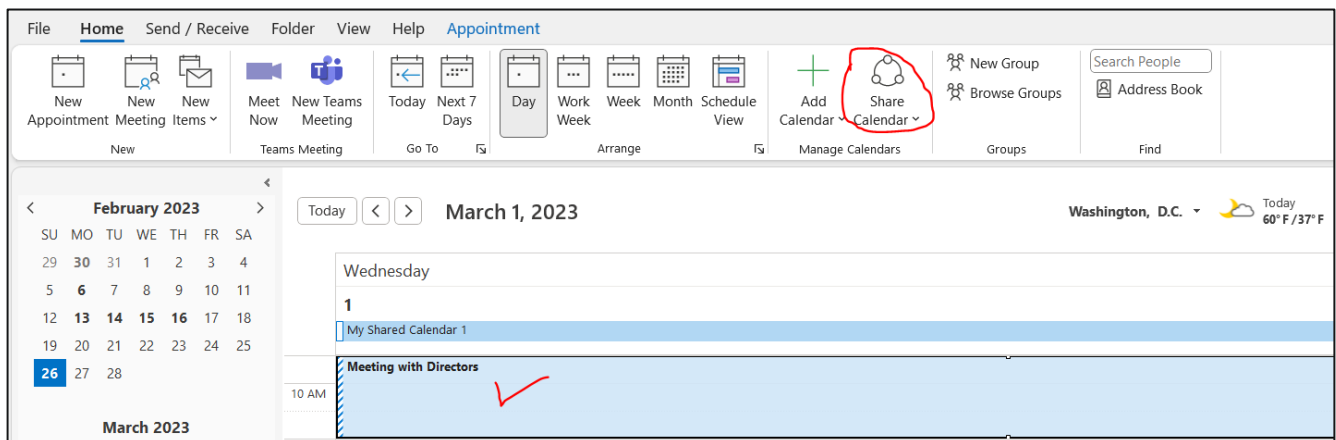 File Home Send / Receive Folder View Help Appointment
New Appointment
New Meeting
New Items
Meet Now
New Teams Meeting
Today
Next 7 Days
Day
Work Week
Week
Month
Schedule View
Add Calendar
Share Calendar
New Group
Browse Groups
Search People
Address Book
New Teams Meeting Go To Arrange Manage Calendars Groups Find
February 2023
SU MO TU WE TH FR SA
29 30 31 1 2 3 4
5 6 7 8 9 10 11
12 13 14 15 16 17 18
19 20 21 22 23 24 25
26 27 28
March 2023
Today March 1, 2023
Washington, D.C.
Today
60°F/37°F
Wednesday
1
My Shared Calendar 1
Meeting with Directors
10 AM